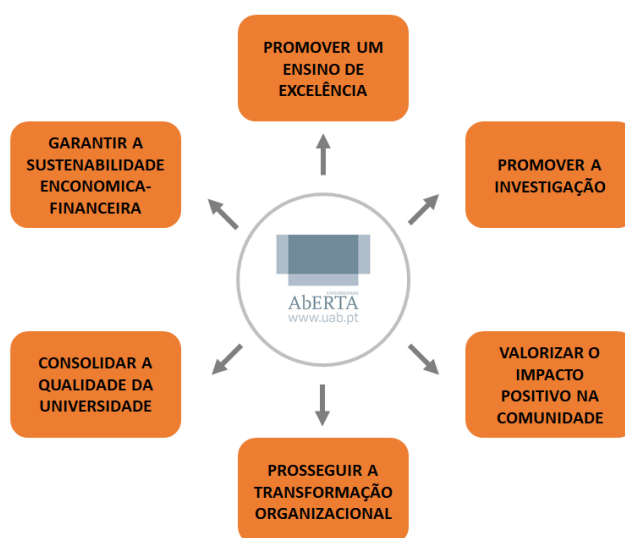 PROMOVER UM
ENSINO DE
EXCELÊNCIA
PROMOVER A
INVESTIGAÇÃO
VALORIZAR O
IMPACTO
POSITIVO NA
COMUNIDADE
PROSSEGUIR A
TRANSFORMAÇÃO
ORGANIZACIONAL
CONSOLIDAR A
QUALIDADE DA
UNIVERSIDADE
GARANTIR A
SUSTENABILIDADE
ENCONOMICA-
FINANCEIRA
UNIVERSIDADE
AbERTA
www.uab.pt